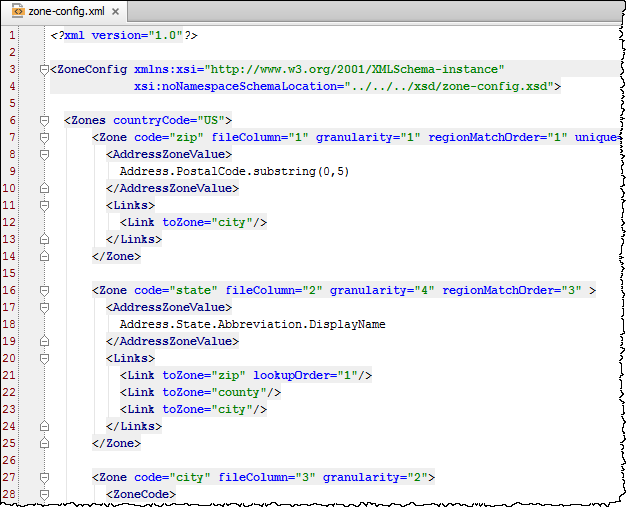 zone-config.xml
1 <?xml version="1.0"?>
2
3 <ZoneConfig xmlns:xsi="http://www.w3.org/2001/XMLSchema-instance"
4 xsi:noNamespaceSchemaLocation="../../../xsd/zone-config.xsd">
5
6 <Zones countryCode="US">
7 <Zone code="zip" fileColumn="1" granularity="1" regionMatchOrder="1" unique=
8 <AddressZoneValue>
9 Address.PostalCode.substring(0,5)
10 </AddressZoneValue>
11 <Links>
12 <Link toZone="city"/>
13 </Links>
14 </Zone>
15
16 <Zone code="state" fileColumn="2" granularity="4" regionMatchOrder="3" >
17 <AddressZoneValue>
18 Address.State.Abbreviation.DisplayName
19 </AddressZoneValue>
20 <Links>
21 <Link toZone="zip" lookupOrder="1"/>
22 <Link toZone="county"/>
23 <Link toZone="city"/>
24 </Links>
25 </Zone>
26
27 <Zone code="city" fileColumn="3" granularity="2">
28 <ZoneCode>